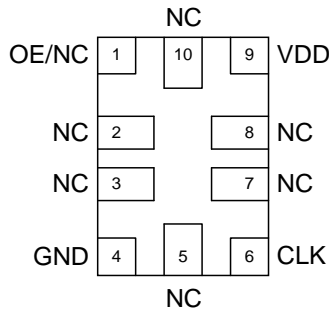 NC
OE/NC 1 10 9 VDD
NC 2 8 NC
NC 3 7 NC
GND 4 5 6 CLK
NC